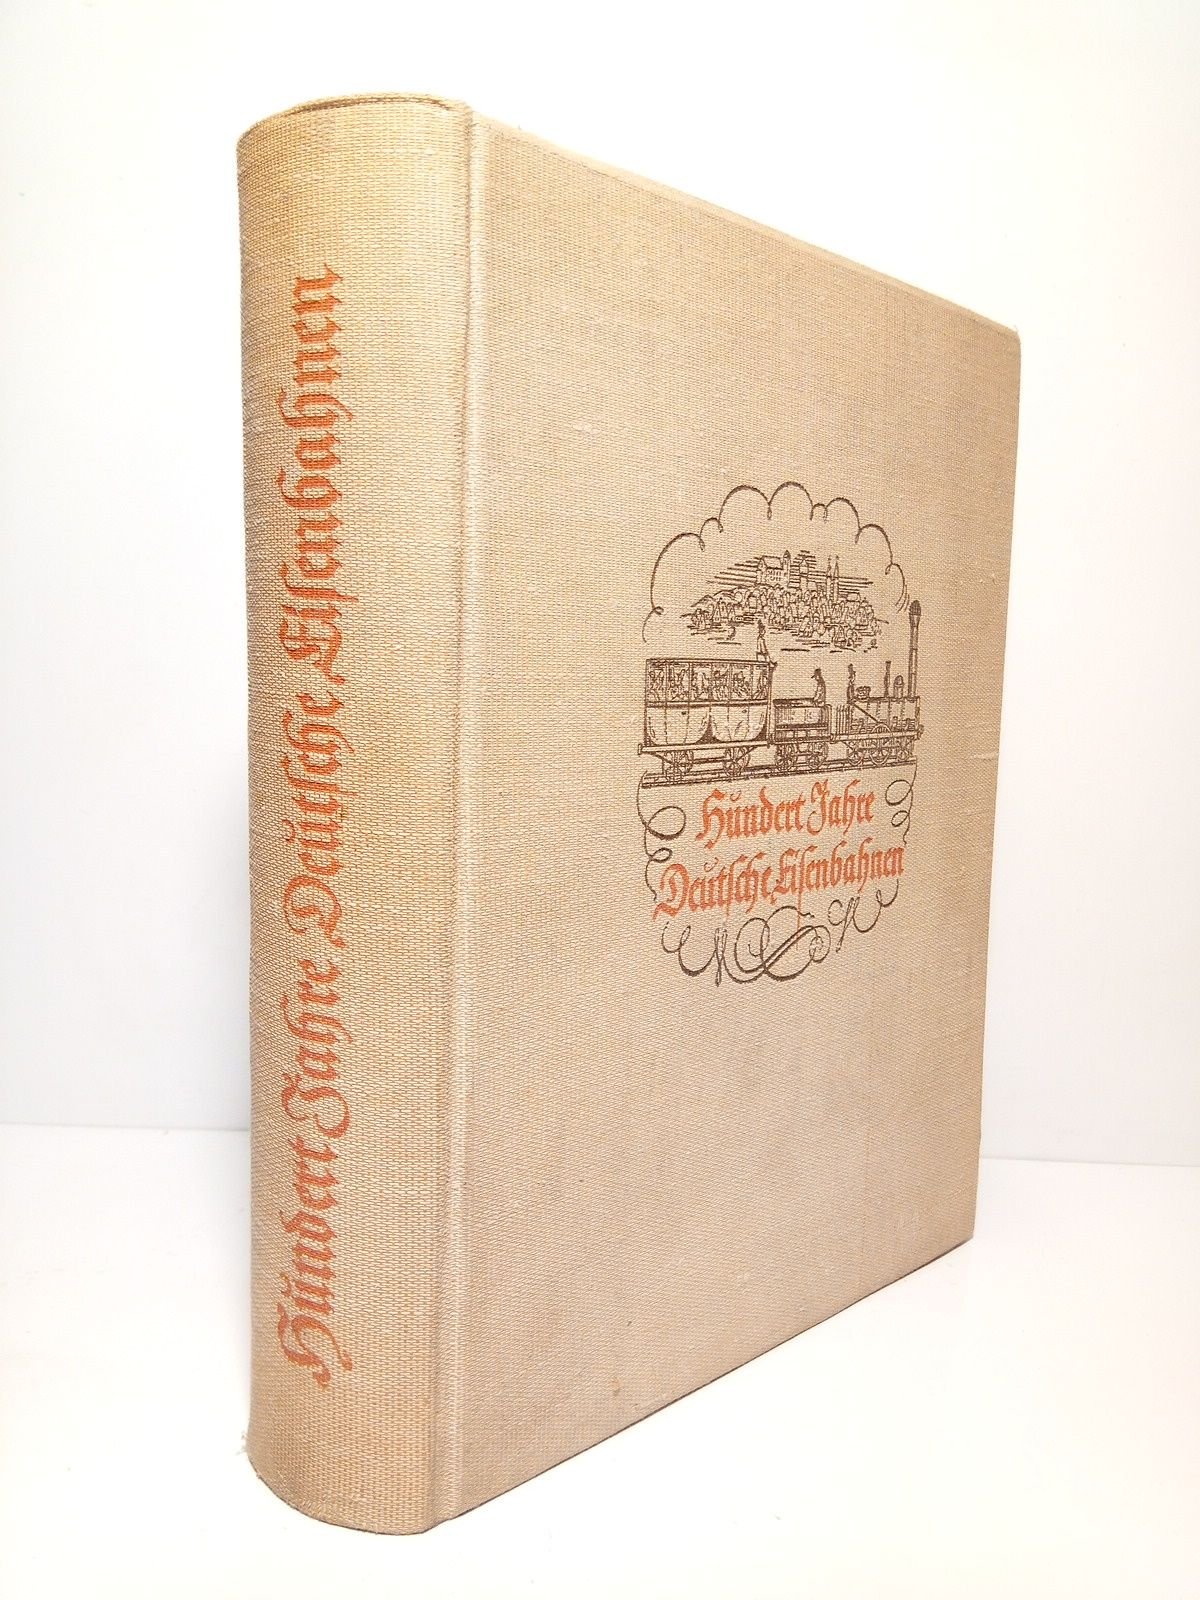 Hundert Jahre Deutsche Eisenbahnen
Hundert Jahre
Deutsche Eisenbahnen